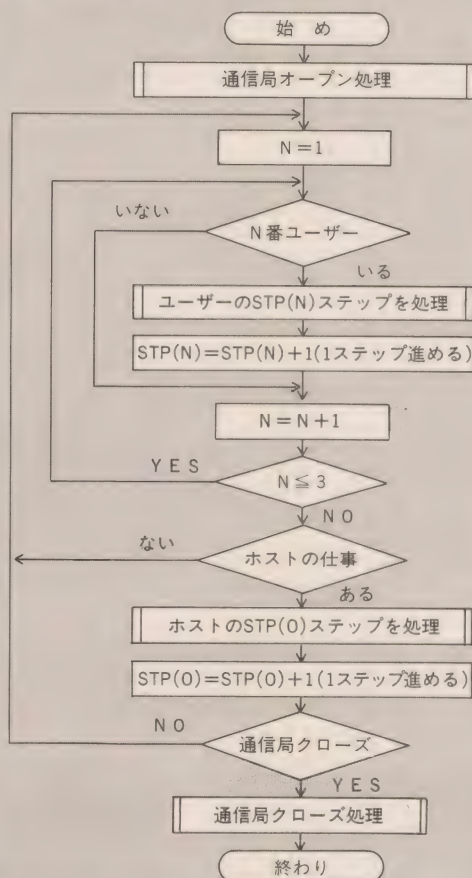 始 め
通信局オープン処理
N=1
いない
N番ユーザー
いる
ユーザーのSTP(N)ステップを処理
STP(N)=STP(N)+1(1ステップ進める)
N=N+1
YES
N≦3
NO
ない
ホストの仕事
ある
ホストのSTP(0)ステップを処理
STP(0)=STP(0)+1(1ステップ進める)
NO
通信局クローズ
YES
通信局クローズ処理
終わり